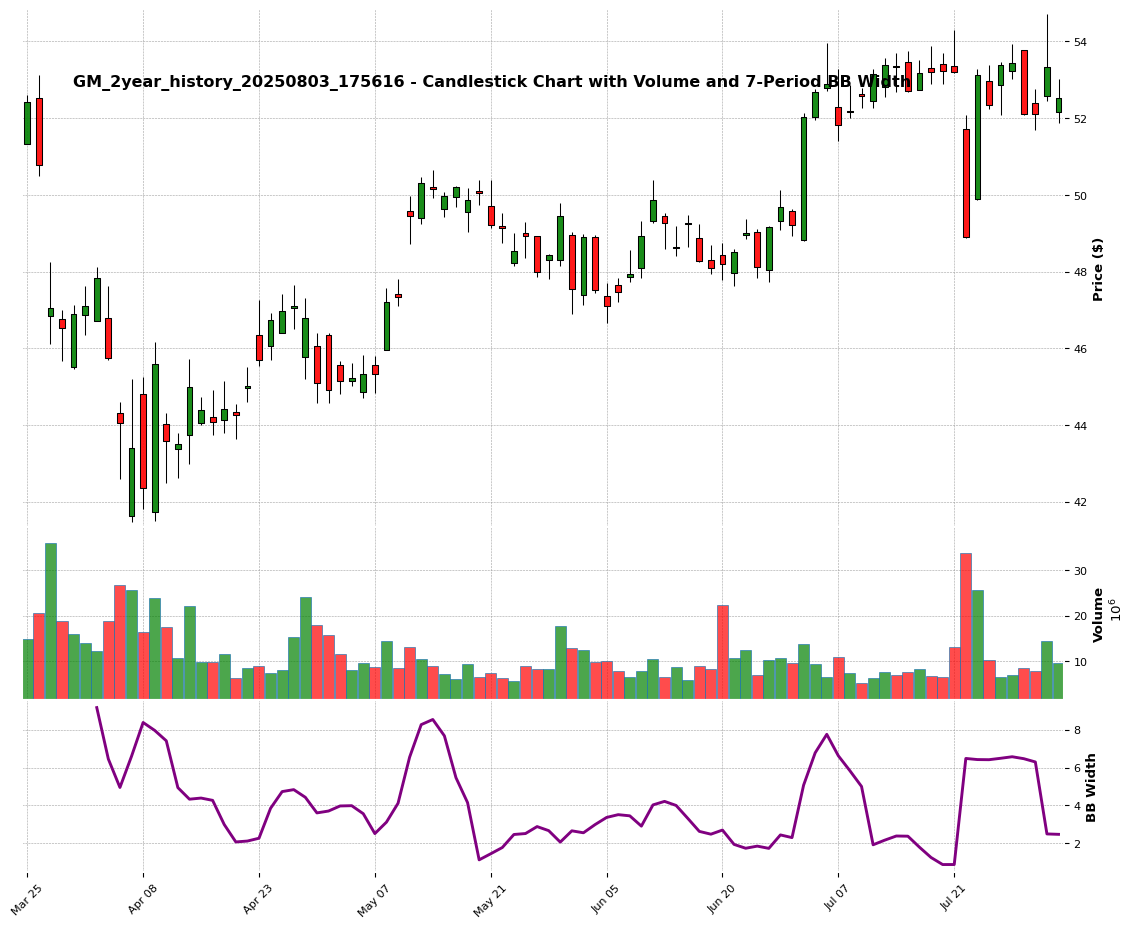 GM_2year_history_20250803_175616 - Candlestick Chart with Volume and 7-Period BB Width
54
52
50
48
46
44
42
Price ($)
30
20
10
Volume
10^6
8
6
4
2
BB Width
Mar 25
Apr 08
Apr 23
May 07
May 21
Jun 05
Jun 20
Jul 07
Jul 21